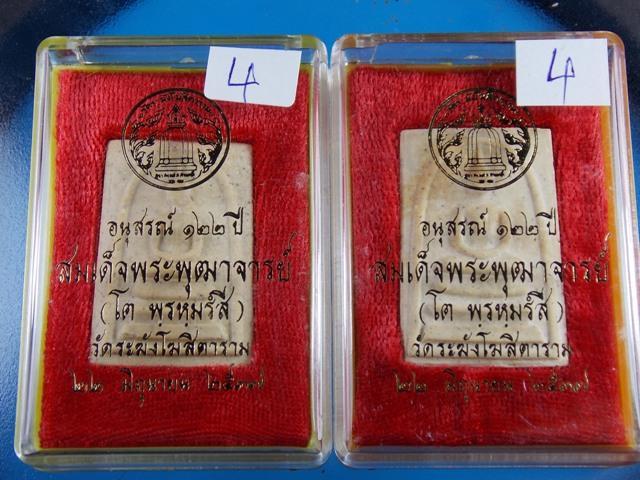 4
อนุสรณ์ ๑๒๒ ปี
สมเด็จพระพุฒาจารย์
(โต พรหฺมรํสี)
วัดระฆังโฆสิตาราม
๒๒ มิถุนายน ๒๕๓๗
4
อนุสรณ์ ๑๒๒ ปี
สมเด็จพระพุฒาจารย์
(โต พรหฺมรํสี)
วัดระฆังโฆสิตาราม
๒๒ มิถุนายน ๒๕๓๗